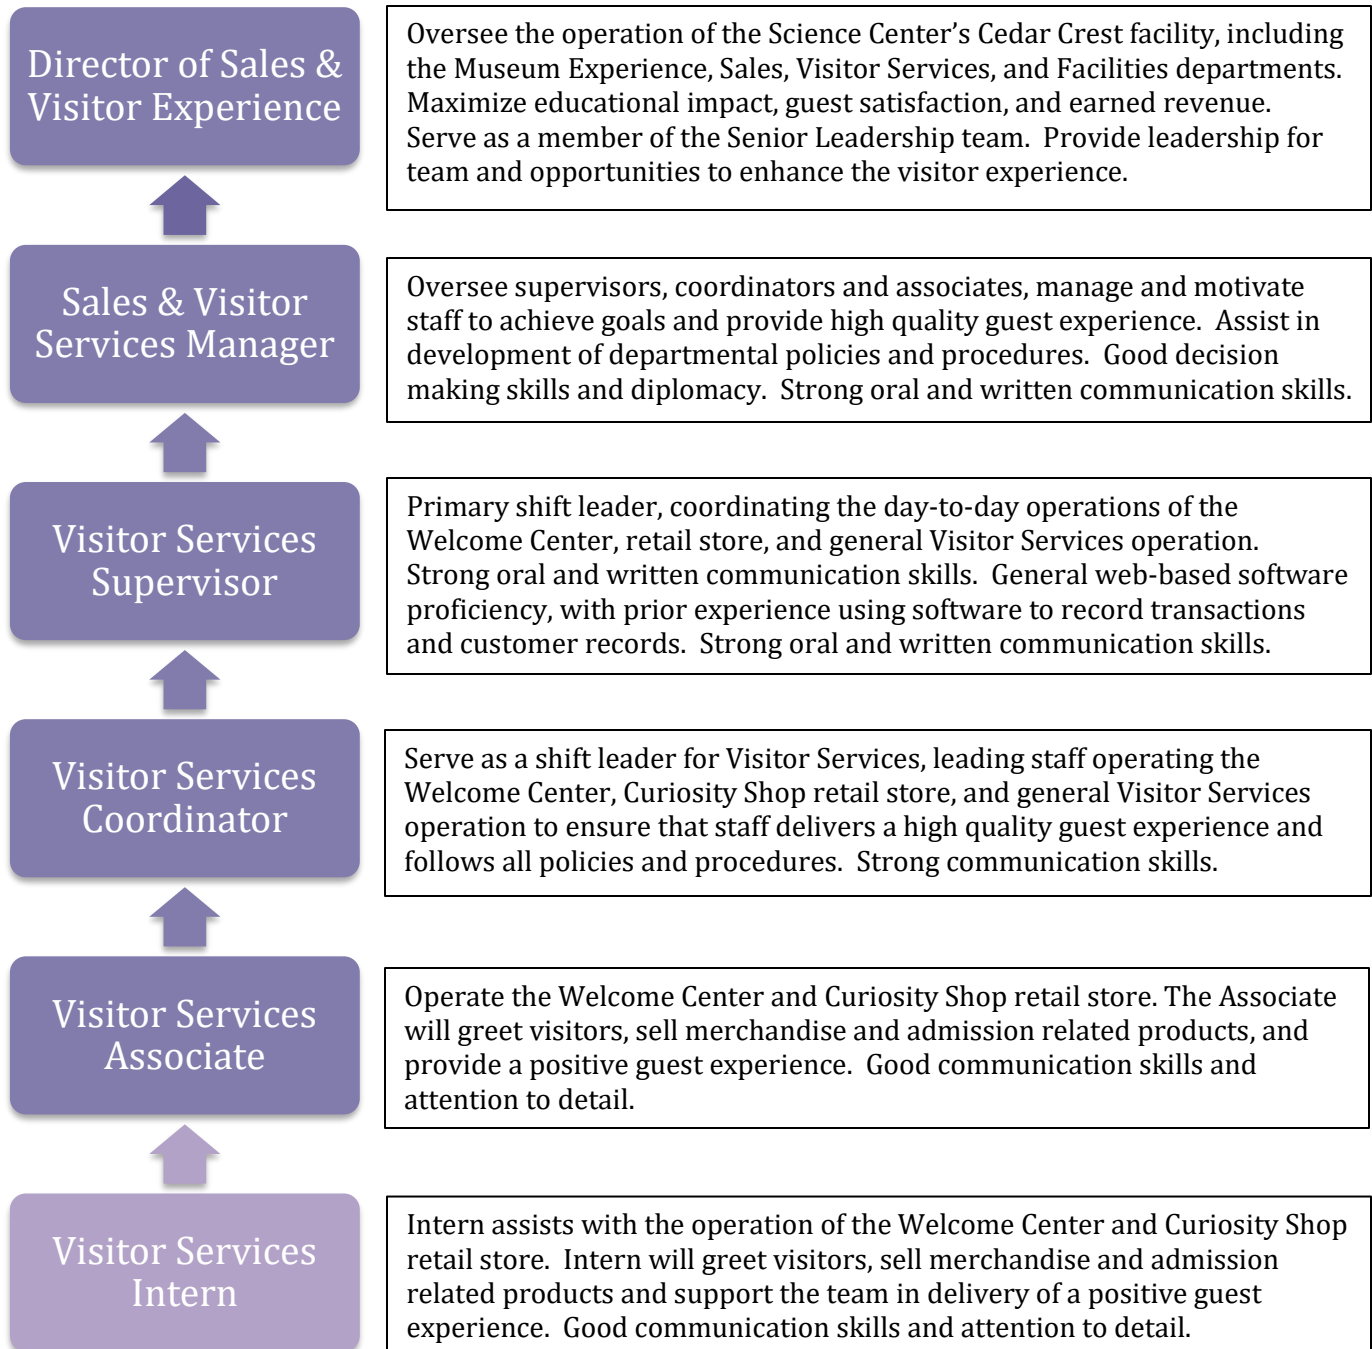 Director of Sales &
Visitor Experience
Oversee the operation of the Science Center’s Cedar Crest facility, including
the Museum Experience, Sales, Visitor Services, and Facilities departments.
Maximize educational impact, guest satisfaction, and earned revenue.
Serve as a member of the Senior Leadership team.  Provide leadership for
team and opportunities to enhance the visitor experience.
Sales & Visitor
Services Manager
Oversee supervisors, coordinators and associates, manage and motivate
staff to achieve goals and provide high quality guest experience.  Assist in
development of departmental policies and procedures.  Good decision
making skills and diplomacy.  Strong oral and written communication skills.
Visitor Services
Supervisor
Primary shift leader, coordinating the day-to-day operations of the
Welcome Center, retail store, and general Visitor Services operation.
Strong oral and written communication skills.  General web-based software
proficiency, with prior experience using software to record transactions
and customer records.  Strong oral and written communication skills.
Visitor Services
Coordinator
Serve as a shift leader for Visitor Services, leading staff operating the
Welcome Center, Curiosity Shop retail store, and general Visitor Services
operation to ensure that staff delivers a high quality guest experience and
follows all policies and procedures.  Strong communication skills.
Visitor Services
Associate
Operate the Welcome Center and Curiosity Shop retail store. The Associate
will greet visitors, sell merchandise and admission related products, and
provide a positive guest experience.  Good communication skills and
attention to detail.
Visitor Services
Intern
Intern assists with the operation of the Welcome Center and Curiosity Shop
retail store.  Intern will greet visitors, sell merchandise and admission
related products and support the team in delivery of a positive guest
experience.  Good communication skills and attention to detail.